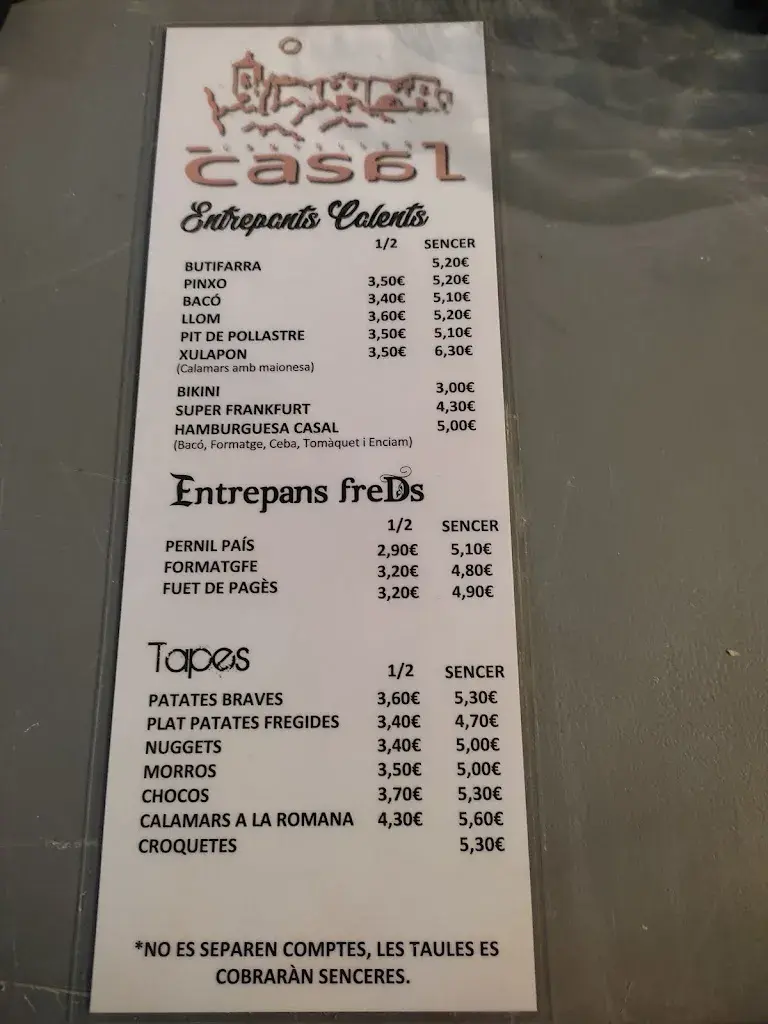 casal
Entrepants Calents
1/2 SENCER
BUTIFARRA 5,20€
PINXO 3,50€ 5,20€
BACÓ 3,40€ 5,10€
LLOM 3,60€ 5,20€
PIT DE POLLASTRE 3,50€ 5,10€
XULAPON 3,50€ 6,30€
(Calamars amb maionesa)
BIKINI 3,00€
SUPER FRANKFURT 4,30€
HAMBURGUESA CASAL 5,00€
(Bacó, Formatge, Ceba, Tomàquet i Enciam)
Entrepans freDs
1/2 SENCER
PERNIL PAÍS 2,90€ 5,10€
FORMATGFE 3,20€ 4,80€
FUET DE PAGÈS 3,20€ 4,90€
Tapes
1/2 SENCER
PATATES BRAVES 3,60€ 5,30€
PLAT PATATES FREGIDES 3,40€ 4,70€
NUGGETS 3,40€ 5,00€
MORROS 3,50€ 5,00€
CHOCOS 3,70€ 5,30€
CALAMARS A LA ROMANA 4,30€ 5,60€
CROQUETES 5,30€
*NO ES SEPAREN COMPTES, LES TAULES ES
COBRARÀN SENCERES.